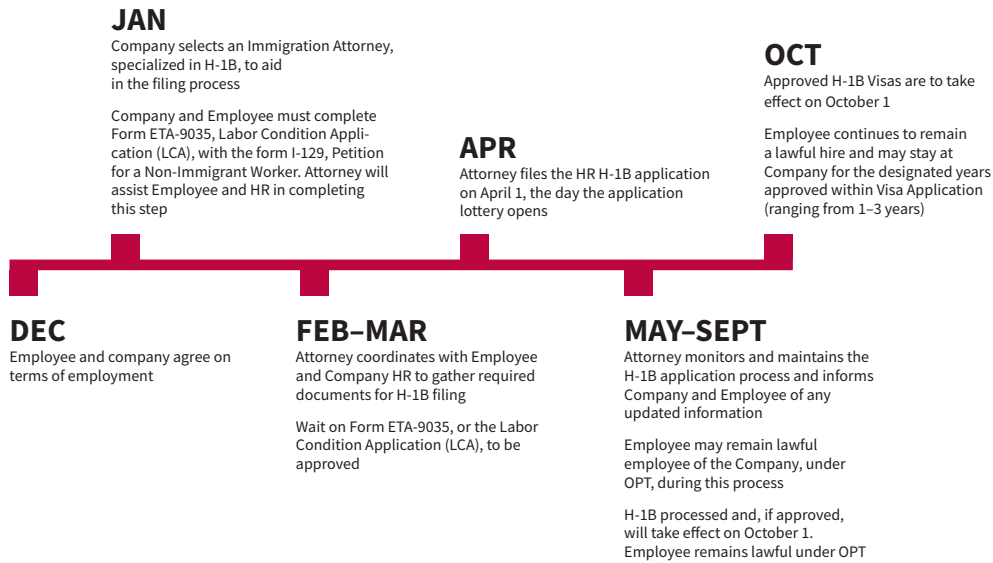 JAN
Company selects an Immigration Attorney,
specialized in H-1B, to aid
in the filing process
Company and Employee must complete
Form ETA-9035, Labor Condition Appli-
cation (LCA), with the form I-129, Petition
for a Non-Immigrant Worker. Attorney will
assist Employee and HR in completing
this step
APR
Attorney files the HR H-1B application
on April 1, the day the application
lottery opens
OCT
Approved H-1B Visas are to take
effect on October 1
Employee continues to remain
a lawful hire and may stay at
Company for the designated years
approved within Visa Application
(ranging from 1–3 years)
DEC
Employee and company agree on
terms of employment
FEB–MAR
Attorney coordinates with Employee
and Company HR to gather required
documents for H-1B filing
Wait on Form ETA-9035, or the Labor
Condition Application (LCA), to be
approved
MAY–SEPT
Attorney monitors and maintains the
H-1B application process and informs
Company and Employee of any
updated information
Employee may remain lawful
employee of the Company, under
OPT, during this process
H-1B processed and, if approved,
will take effect on October 1.
Employee remains lawful under OPT